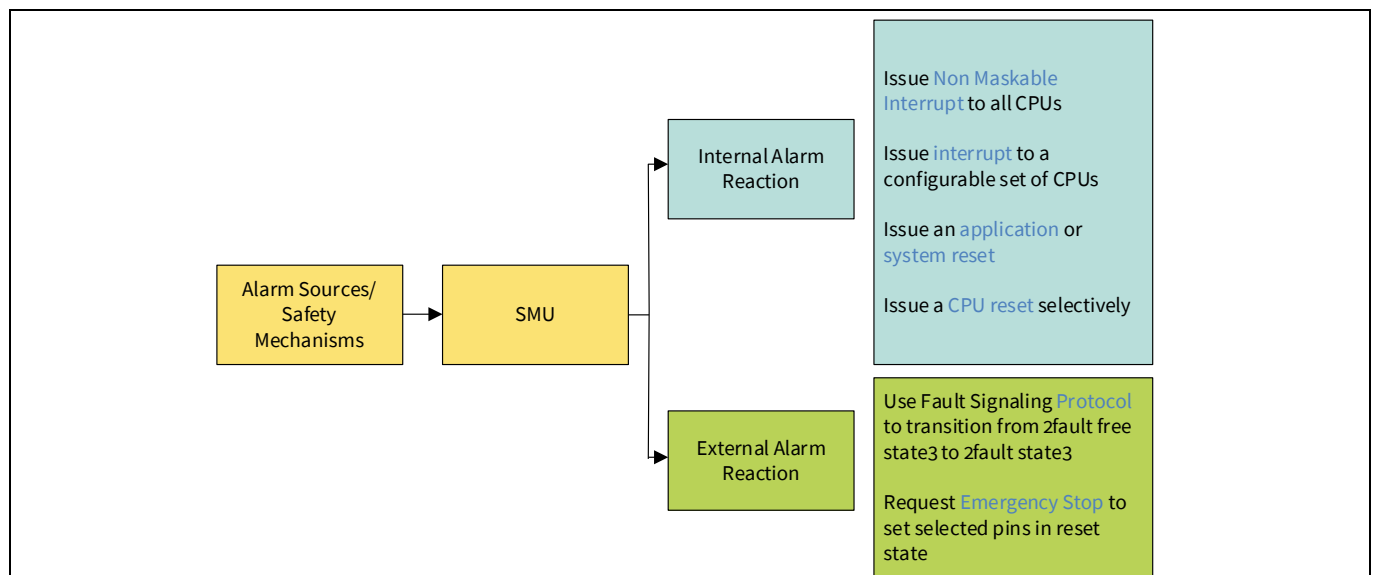 Alarm Sources/
Safety
Mechanisms
SMU
Internal Alarm
Reaction
Issue Non Maskable
Interrupt to all CPUs
Issue interrupt to a
configurable set of CPUs
Issue an application or
system reset
Issue a CPU reset selectively
External Alarm
Reaction
Use Fault Signaling Protocol
to transition from 2fault free
state3 to 2fault state3
Request Emergency Stop to
set selected pins in reset
state